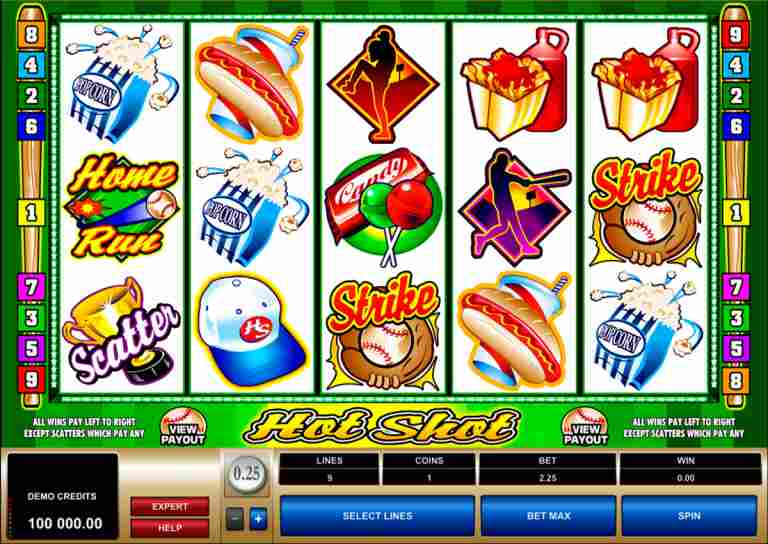 8
4
2
6
1
7
3
5
9
9
4
2
6
1
7
3
5
8
POPCORN
Home
Run
POPCORN
Candy
Strike
Scatter
HS
Strike
POPCORN
ALL WINS PAY LEFT TO RIGHT
EXCEPT SCATTERS WHICH PAY ANY
VIEW
PAYOUT
Hot Shot
VIEW
PAYOUT
ALL WINS PAY LEFT TO RIGHT
EXCEPT SCATTERS WHICH PAY ANY
DEMO CREDITS
100 000.00
EXPERT
HELP
0.25
-
+
LINES
9
COINS
1
BET
2.25
WIN
0.00
SELECT LINES
BET MAX
SPIN